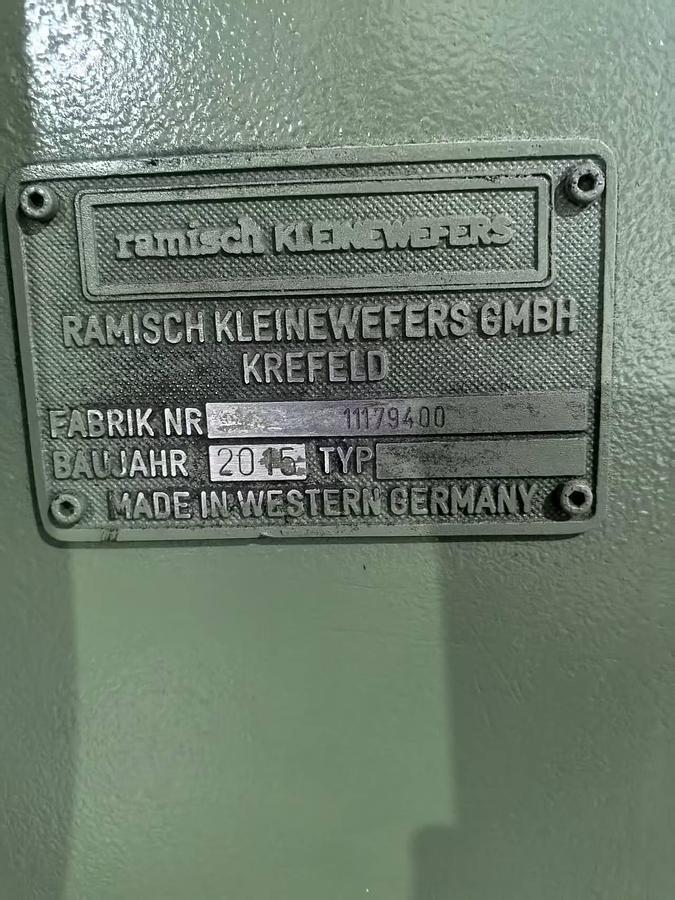 ramisch KLEINEWEFERS
RAMISCH KLEINEWEFERS GMBH
KREFELD
FABRIK NR 11179400
BAUJAHR 2015 TYP
MADE IN WESTERN GERMANY